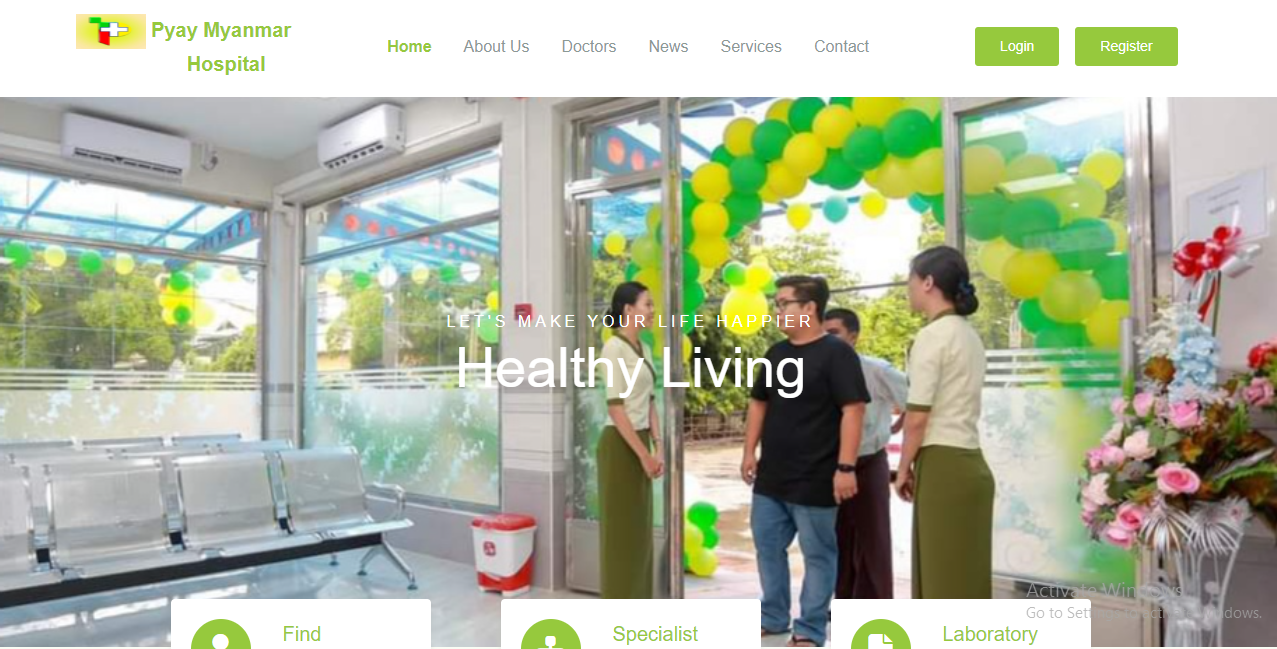 Pyay Myanmar
Hospital
Home About Us Doctors News Services Contact
Login Register
LET'S MAKE YOUR LIFE HAPPIER
Healthy Living
Find
Specialist
Laboratory
Activate Windows
Go to Settings to activate Windows.